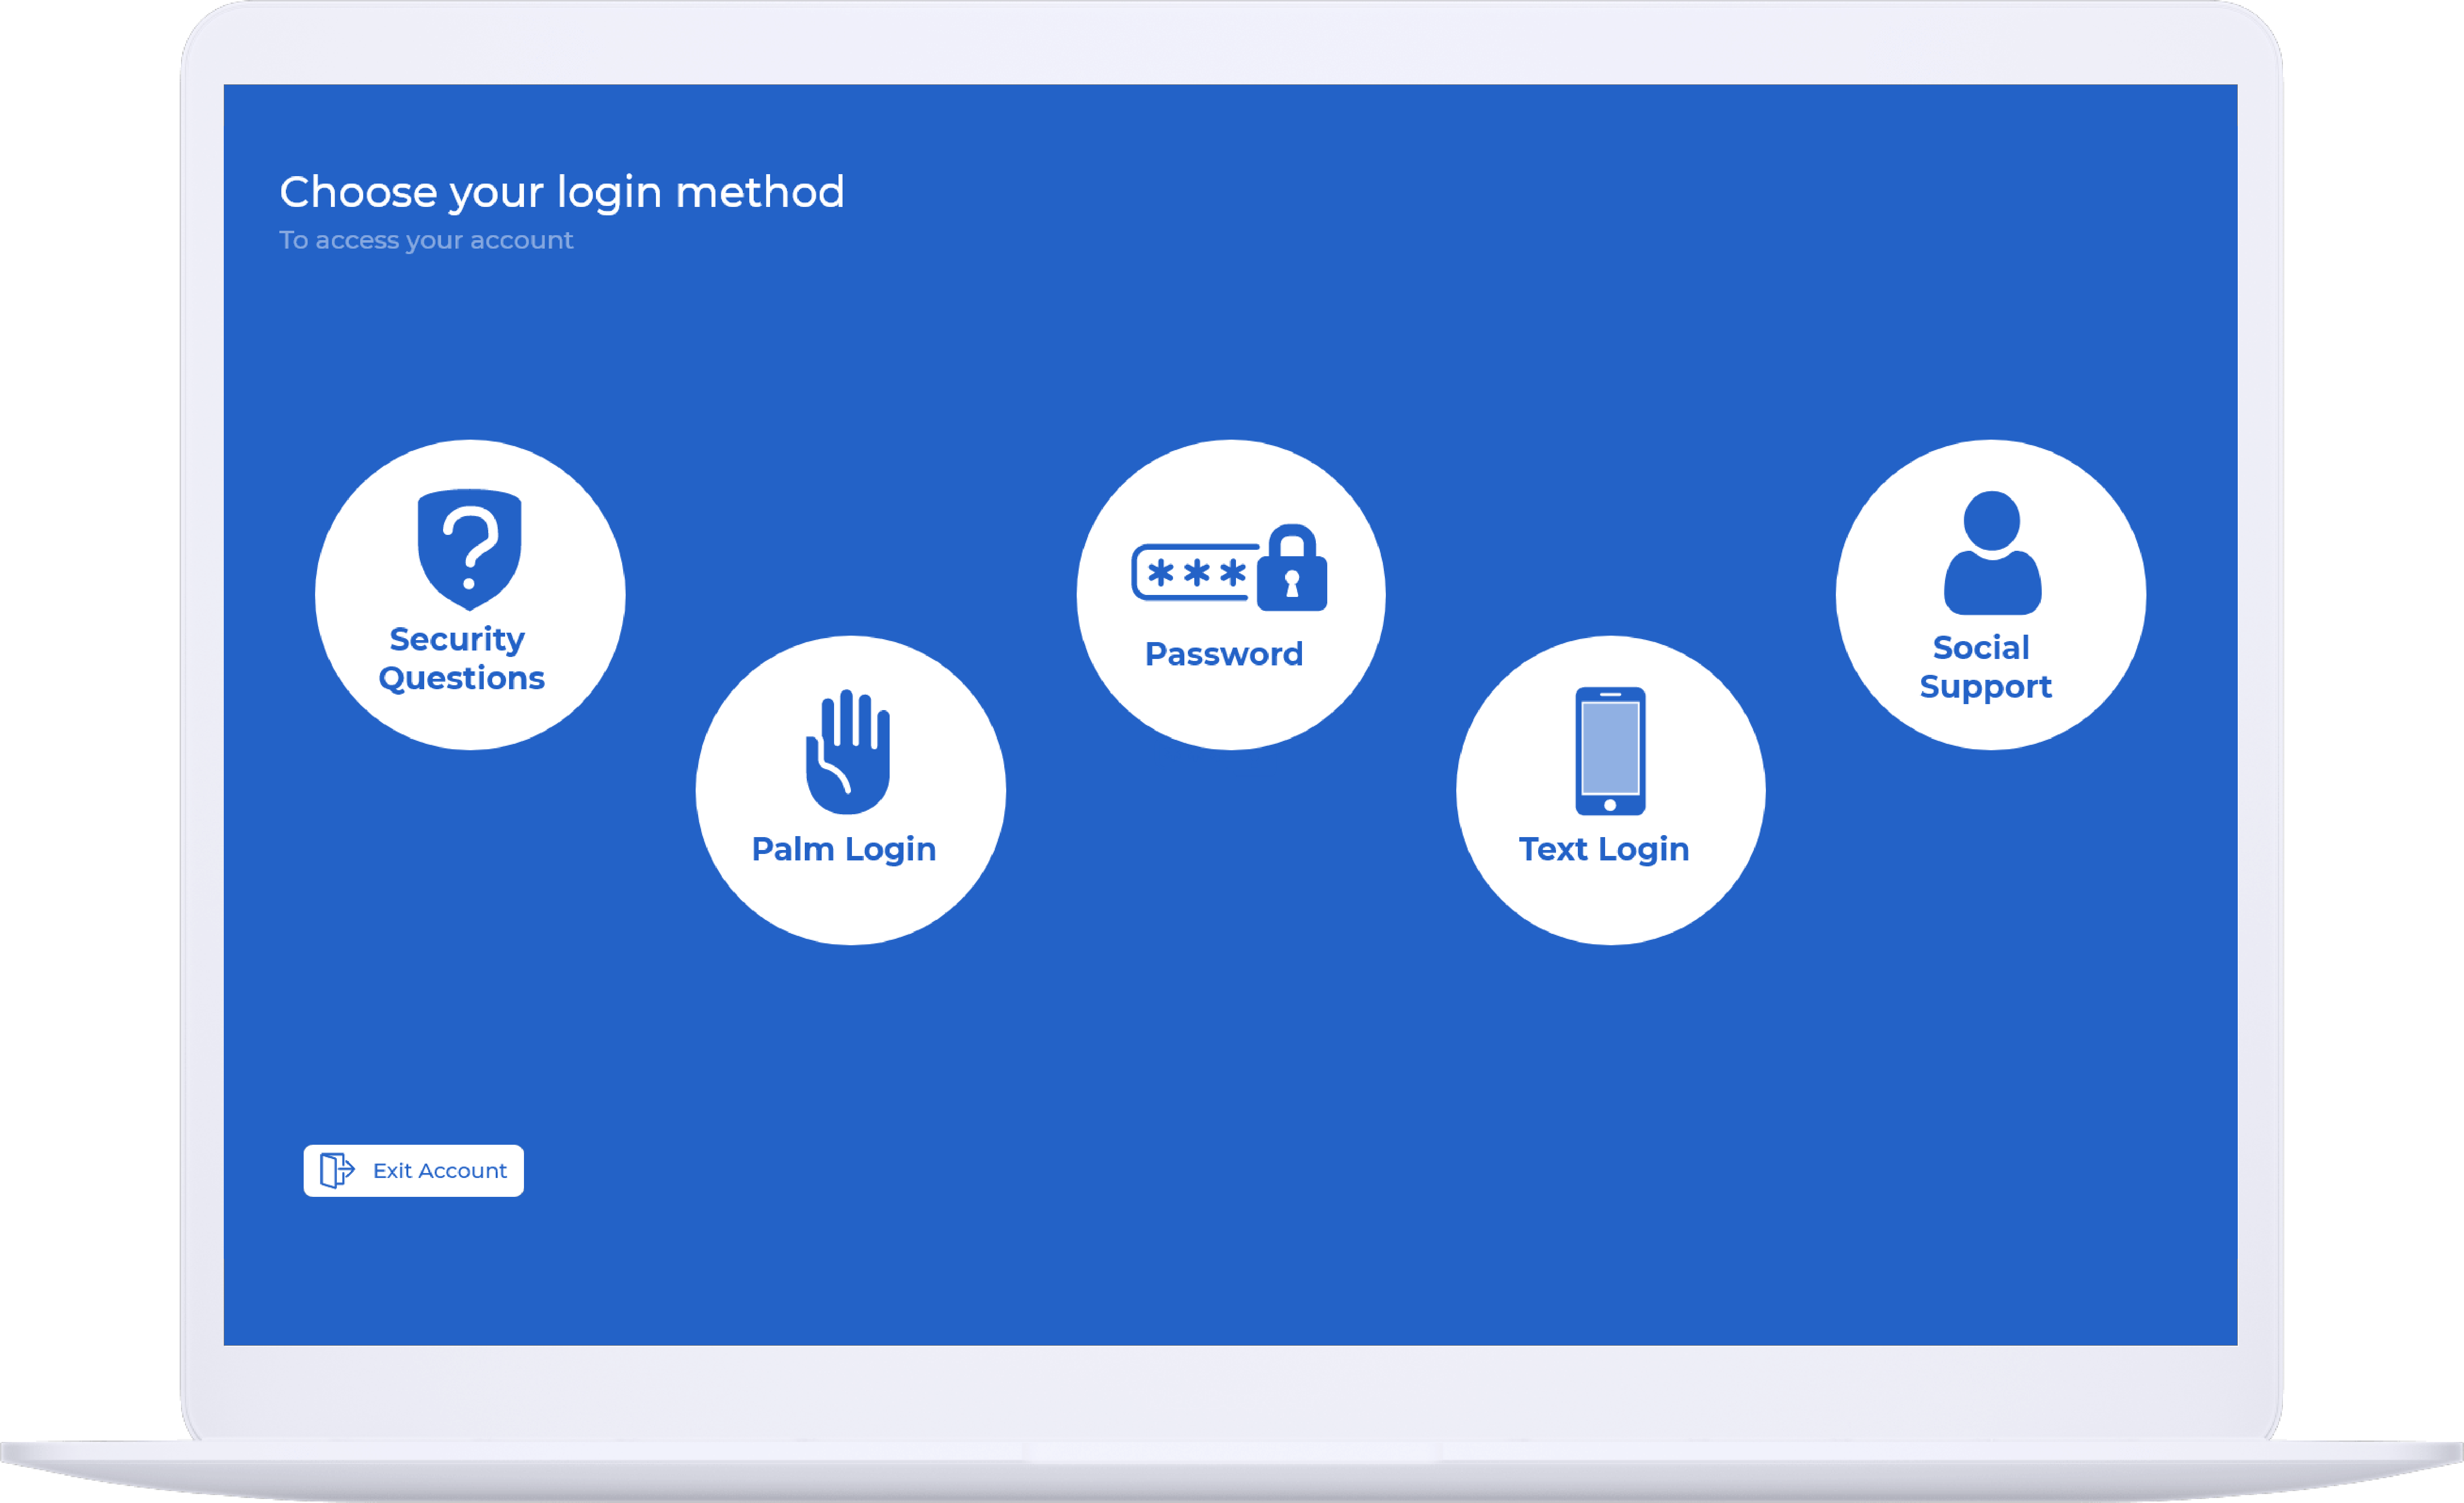 Choose your login method
To access your account
Security
Questions
Palm Login
***
Password
Text Login
Social
Support
Exit Account